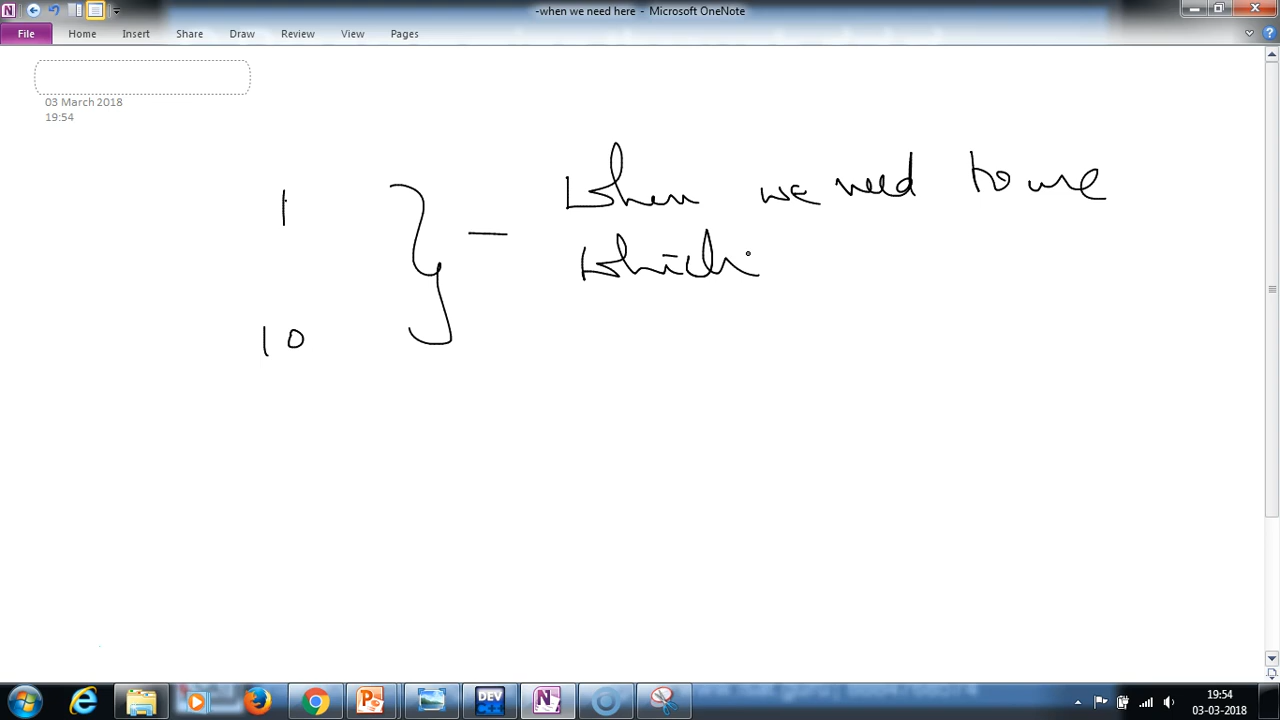 -when we need here - Microsoft OneNote
File Home Insert Share Draw Review View Pages
03 March 2018
19:54
1 } — when we need to use
which
10
DEV C++
19:54
03-03-2018